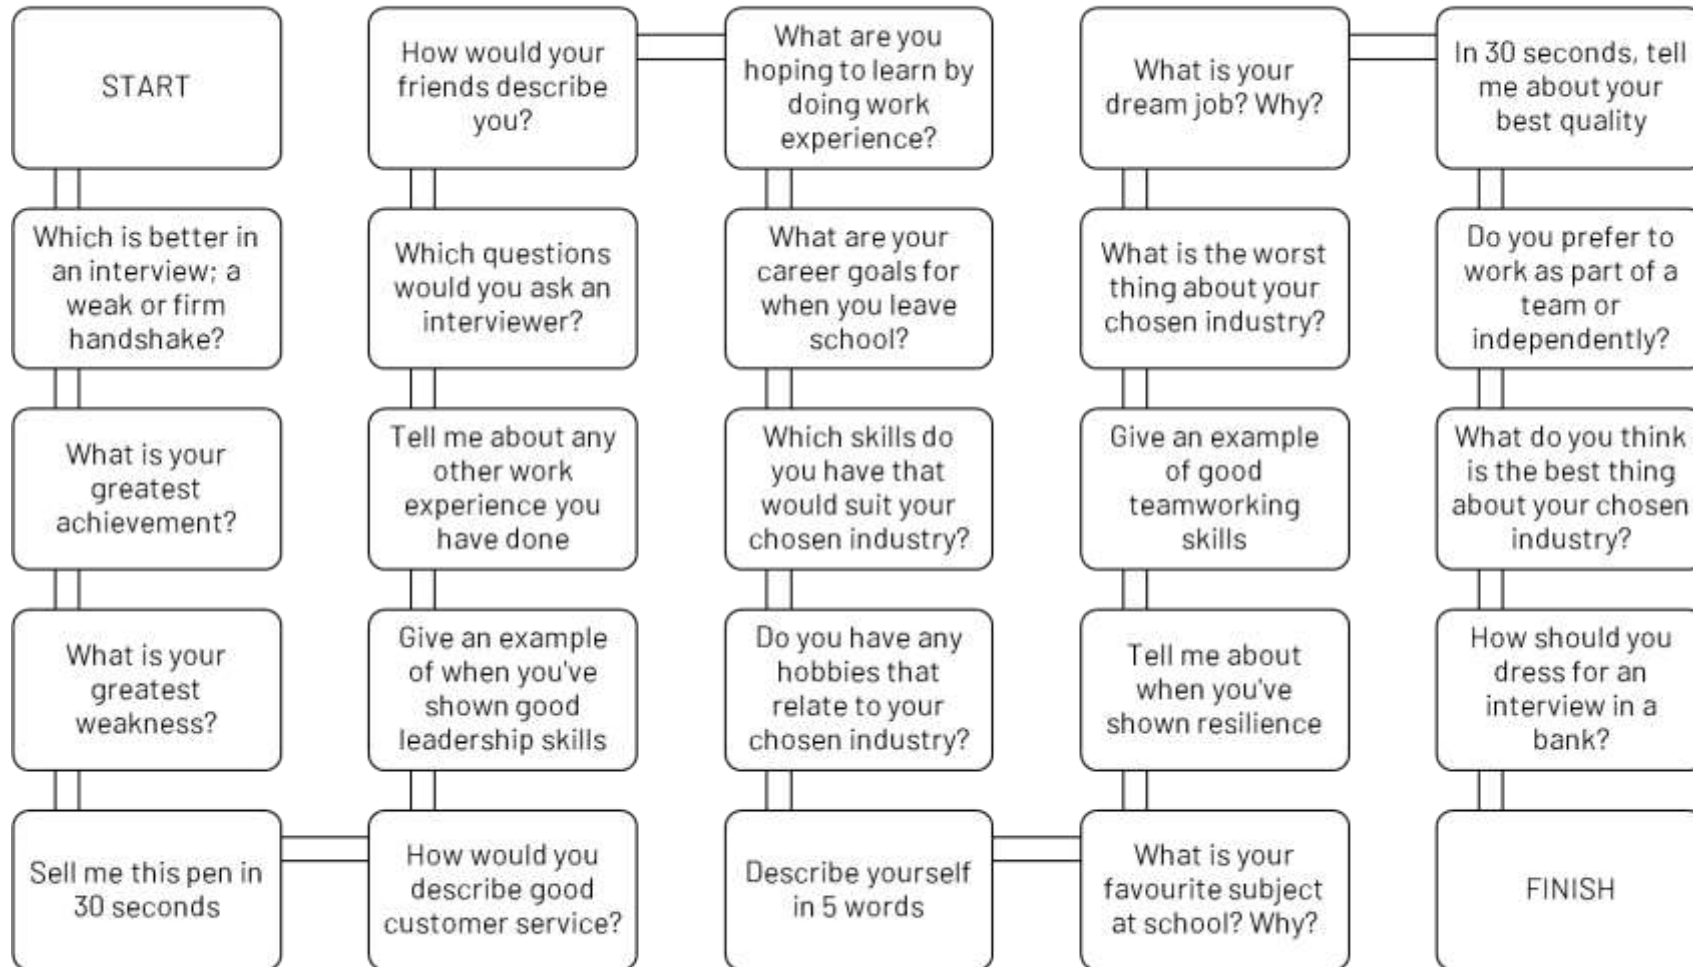 START
Which is better in
an interview; a
weak or firm
handshake?
What is your
greatest
achievement?
What is your
greatest
weakness?
Sell me this pen in
30 seconds
How would you
describe good
customer service?
Give an example
of when you've
shown good
leadership skills
Tell me about any
other work
experience you
have done
Which questions
would you ask an
interviewer?
How would your
friends describe
you?
What are you
hoping to learn by
doing work
experience?
What are your
career goals for
when you leave
school?
Which skills do
you have that
would suit your
chosen industry?
Do you have any
hobbies that
relate to your
chosen industry?
Describe yourself
in 5 words
What is your
favourite subject
at school? Why?
Tell me about
when you've
shown resilience
Give an example
of good
teamworking
skills
What is the worst
thing about your
chosen industry?
What is your
dream job? Why?
In 30 seconds, tell
me about your
best quality
Do you prefer to
work as part of a
team or
independently?
What do you think
is the best thing
about your chosen
industry?
How should you
dress for an
interview in a
bank?
FINISH